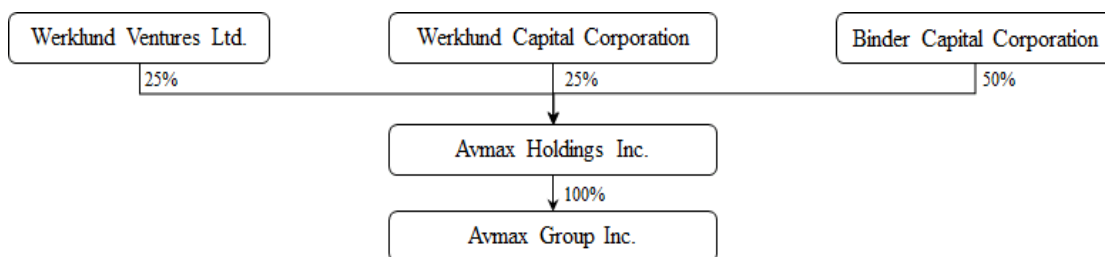 Werklund Ventures Ltd.
Werklund Capital Corporation
Binder Capital Corporation
25%
25%
50%
Avmax Holdings Inc.
100%
Avmax Group Inc.